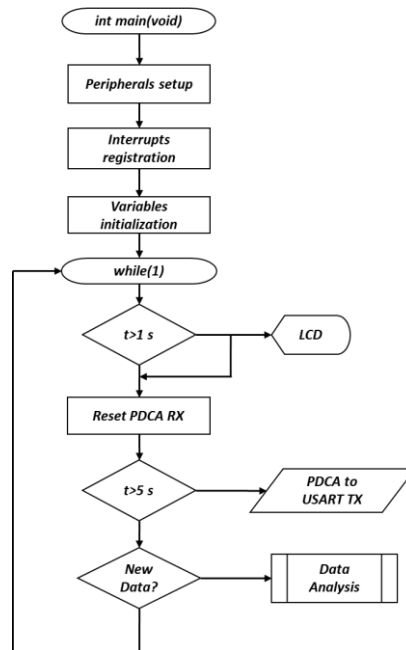 int main(void)
Peripherals setup
Interrupts
registration
Variables
initialization
while(1)
t>1 s
LCD
Reset PDCA RX
t>5 s
PDCA to
USART TX
New
Data?
Data
Analysis